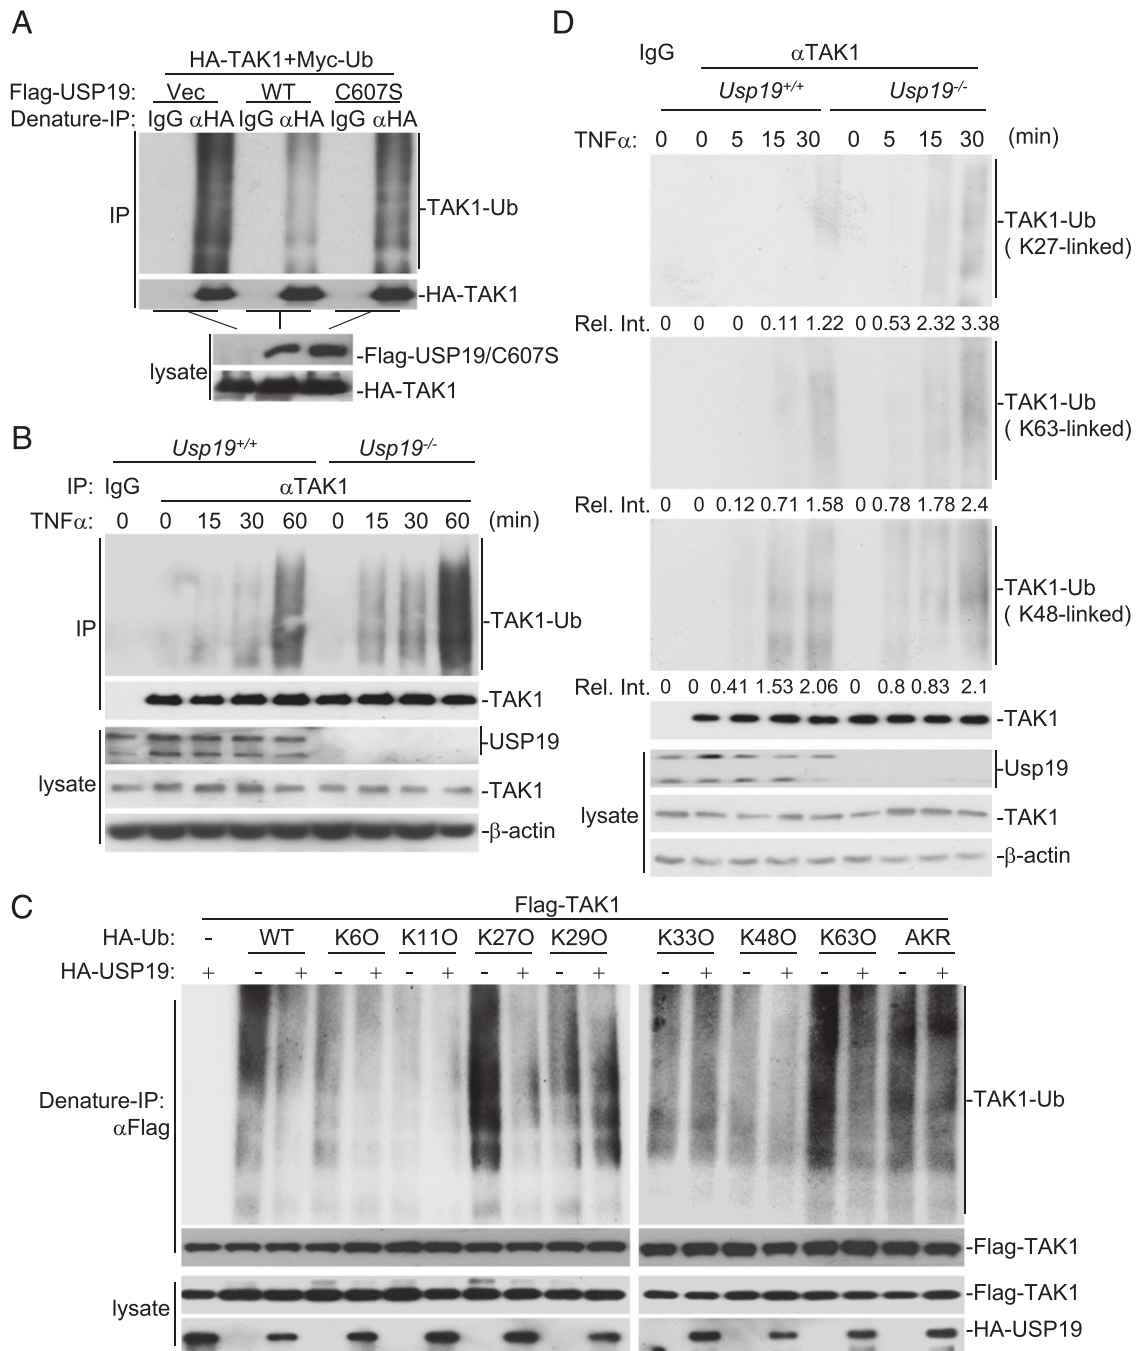 A
HA-TAK1+Myc-Ub
Flag-USP19: Vec WT C607S
Denature-IP: IgG αHA IgG αHA IgG αHA
IP
-TAK1-Ub
-HA-TAK1
lysate
-Flag-USP19/C607S
-HA-TAK1
B
Usp19+/+ Usp19-/-
IP: IgG αTAK1
TNFα: 0 0 15 30 60 0 15 30 60 (min)
IP
-TAK1-Ub
-TAK1
lysate
-USP19
-TAK1
-β-actin
D
IgG αTAK1
Usp19+/+ Usp19-/-
TNFα: 0 0 5 15 30 0 5 15 30 (min)
-TAK1-Ub
( K27-linked)
Rel. Int. 0 0 0 0.11 1.22 0 0.53 2.32 3.38
-TAK1-Ub
( K63-linked)
Rel. Int. 0 0 0.12 0.71 1.58 0 0.78 1.78 2.4
-TAK1-Ub
( K48-linked)
Rel. Int. 0 0 0.41 1.53 2.06 0 0.8 0.83 2.1
-TAK1
lysate
-Usp19
-TAK1
-β-actin
C
Flag-TAK1
HA-Ub: - WT K6O K11O K27O K29O K33O K48O K63O AKR
HA-USP19: + - + - + - + - + - + - + - + - + - +
Denature-IP:
αFlag
-TAK1-Ub
-Flag-TAK1
lysate
-Flag-TAK1
-HA-USP19